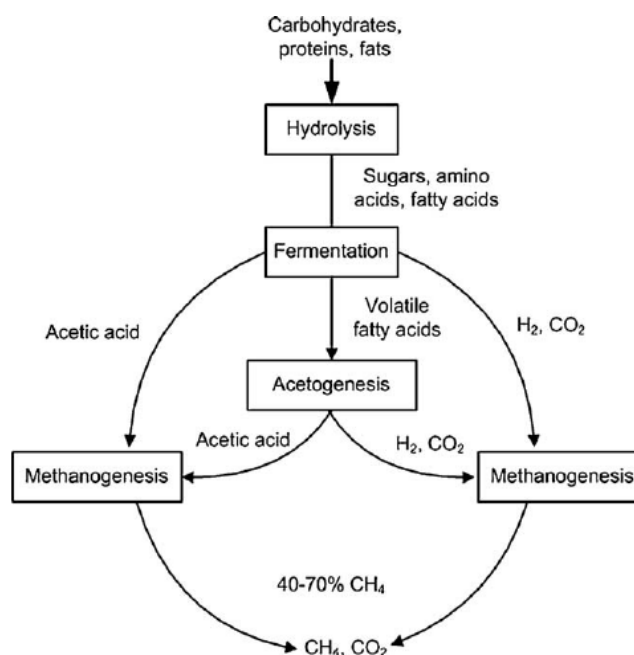 Carbohydrates,
proteins, fats
Hydrolysis
Sugars, amino
acids, fatty acids
Fermentation
Volatile
fatty acids
Acetic acid
H₂, CO₂
Acetogenesis
Acetic acid
H₂, CO₂
Methanogenesis
Methanogenesis
40-70% CH₄
CH₄, CO₂